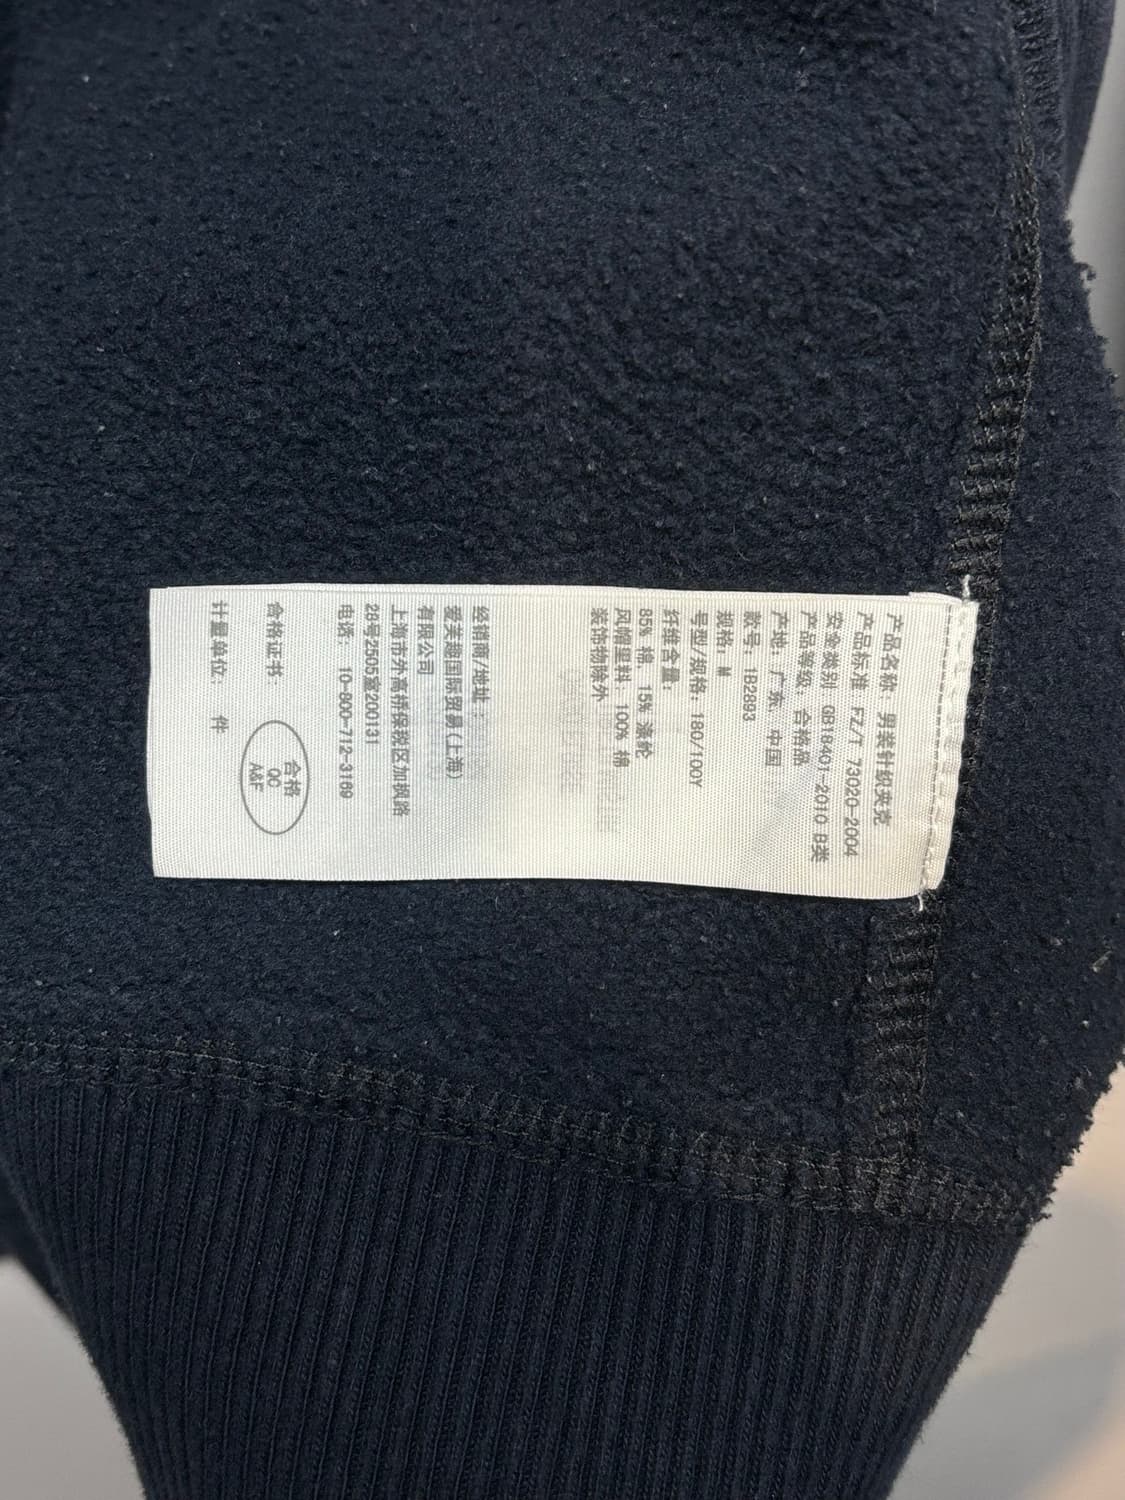 产品名称 男装针织夹克
产品标准 FZ/T 73020-2004
安全类别 GB18401-2010 B类
产品等级: 合格品
产地: 广东, 中国
款号: 1B2893
规格: M
号型/规格: 180/100Y
纤维含量:
85% 棉, 15% 涤纶
风帽里料: 100% 棉
装饰物除外
经销商/地址:
爱芙趣国际贸易(上海)
有限公司
上海市外高桥保税区加枫路
28号2505室200131
电话: 10-800-712-3169
合格证书:
合格
QC
A&F
计量单位: 件